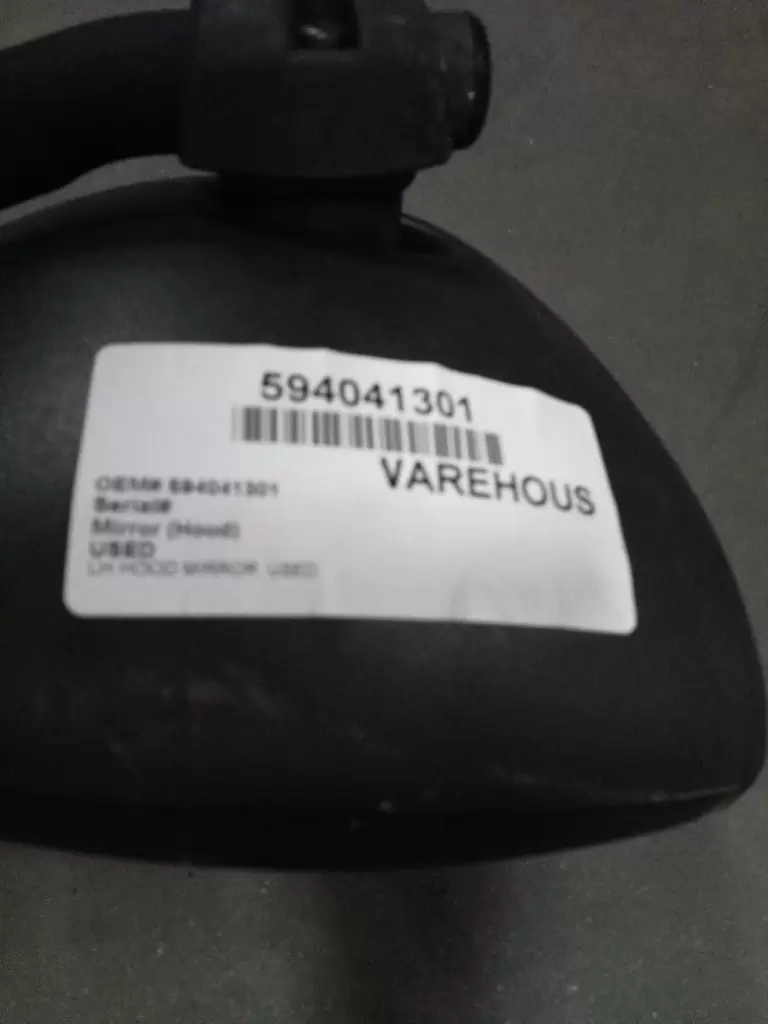 594041301
VAREHOUS
OEM# 594041301
Serial#
Mirror (Hood)
USED
LH HOOD MIRROR USED